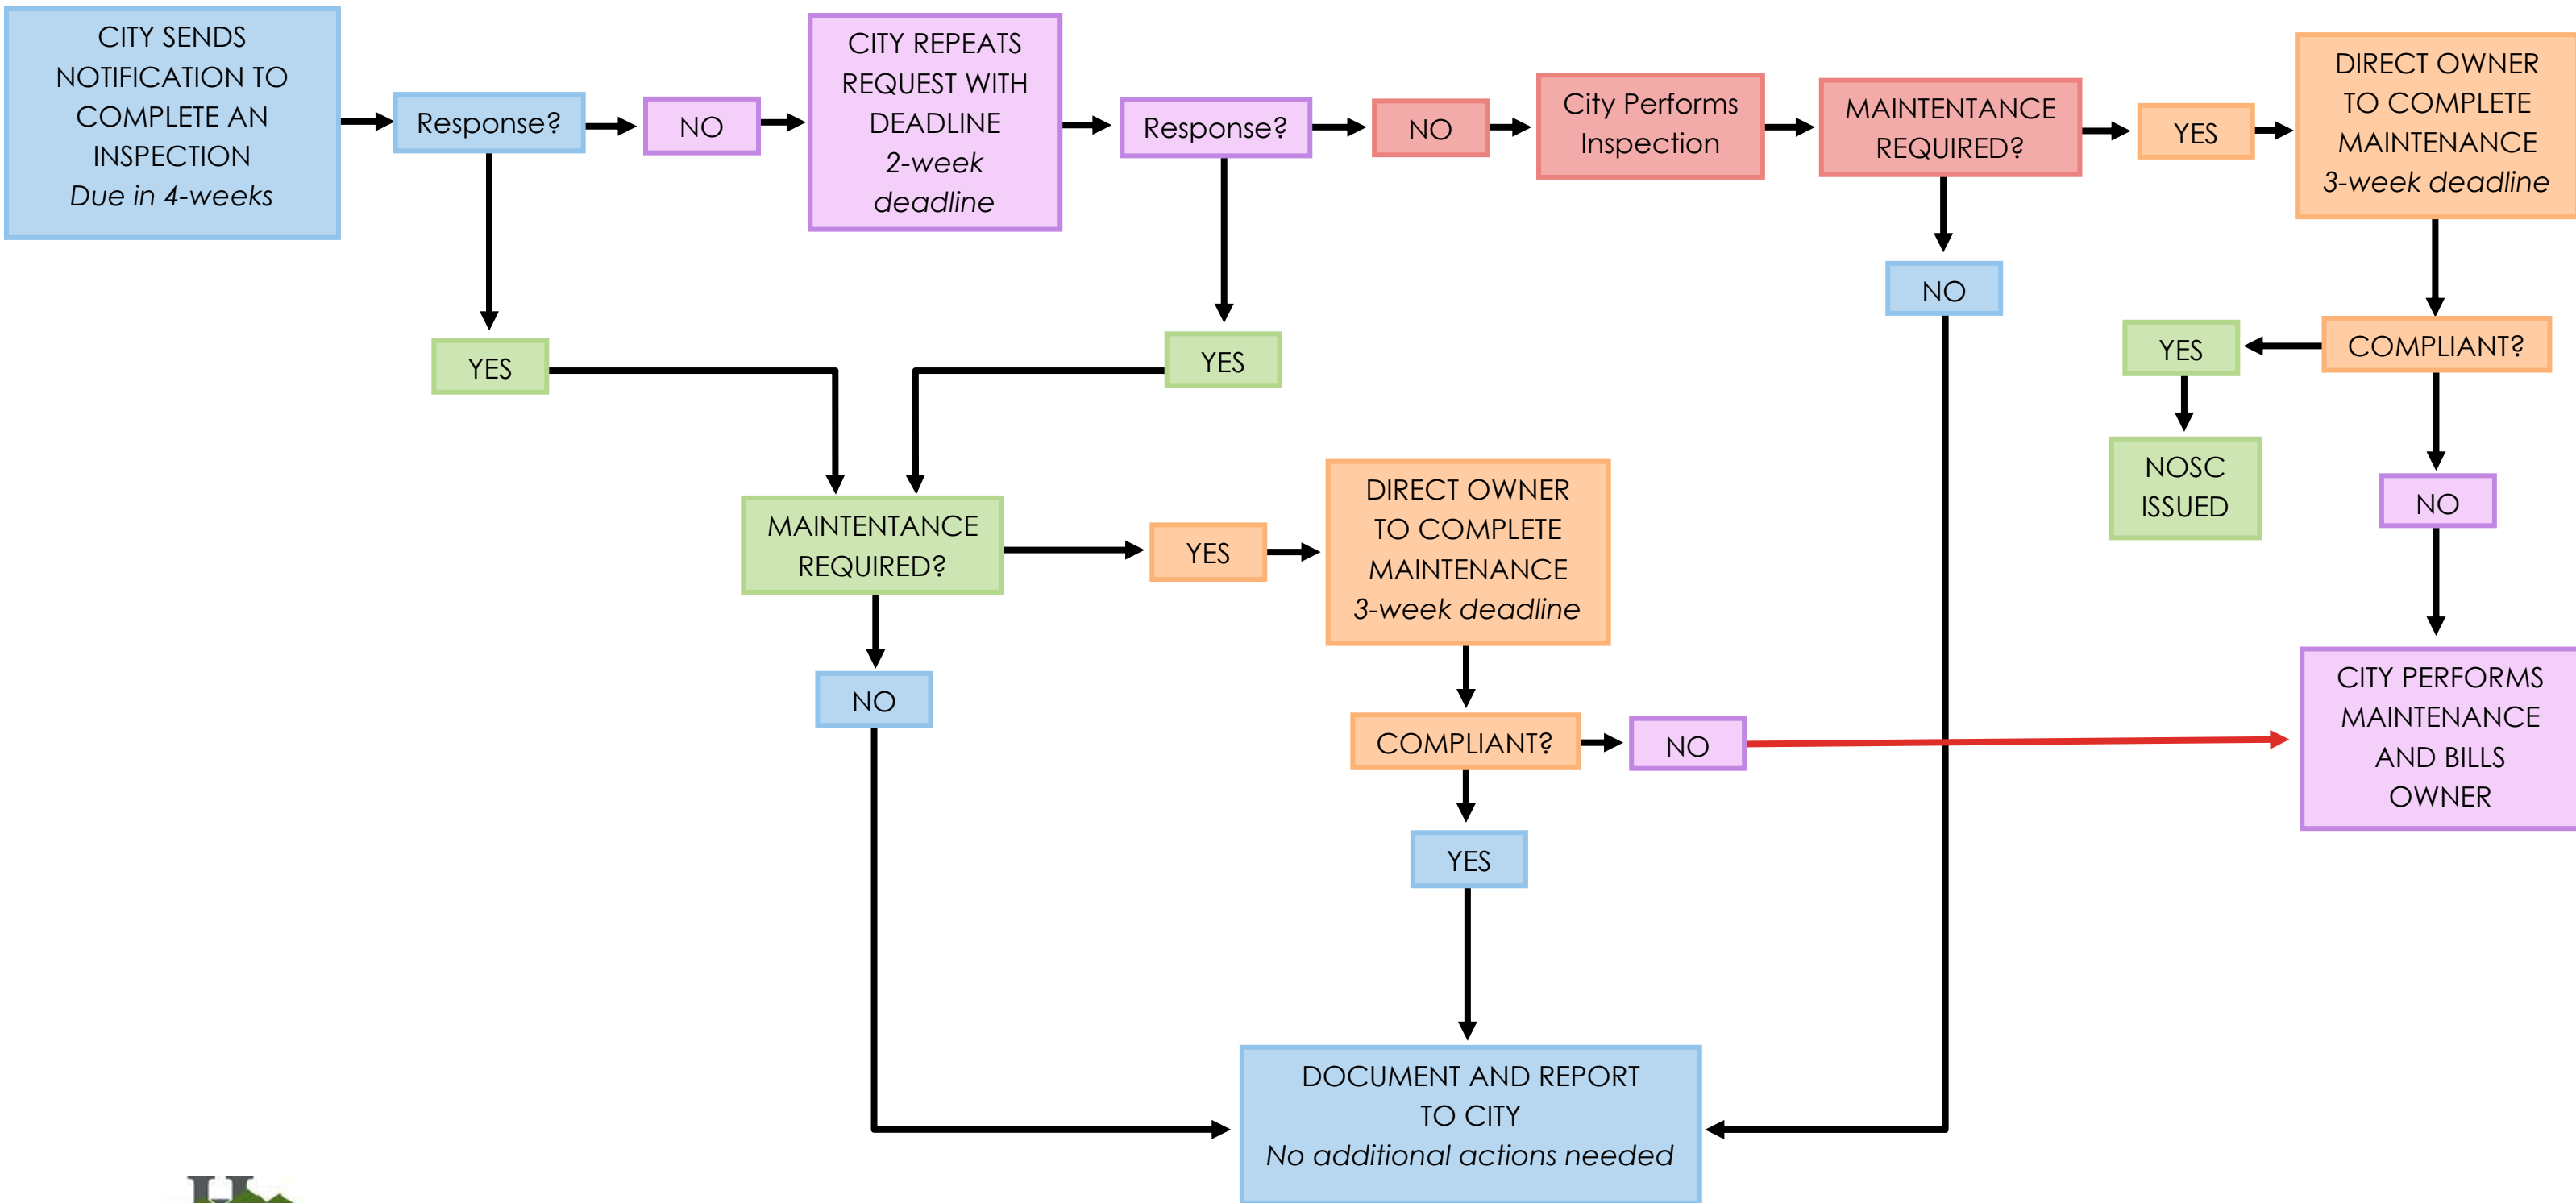 CITY SENDS
NOTIFICATION TO
COMPLETE AN
INSPECTION
Due in 4-weeks
Response?
NO
CITY REPEATS
REQUEST WITH
DEADLINE
2-week
deadline
Response?
NO
City Performs
Inspection
MAINTENTANCE
REQUIRED?
YES
DIRECT OWNER
TO COMPLETE
MAINTENANCE
3-week deadline
NO
YES
YES
YES
COMPLIANT?
NOSC
ISSUED
NO
MAINTENTANCE
REQUIRED?
YES
DIRECT OWNER
TO COMPLETE
MAINTENANCE
3-week deadline
NO
COMPLIANT?
NO
CITY PERFORMS
MAINTENANCE
AND BILLS
OWNER
YES
DOCUMENT AND REPORT
TO CITY
No additional actions needed
H